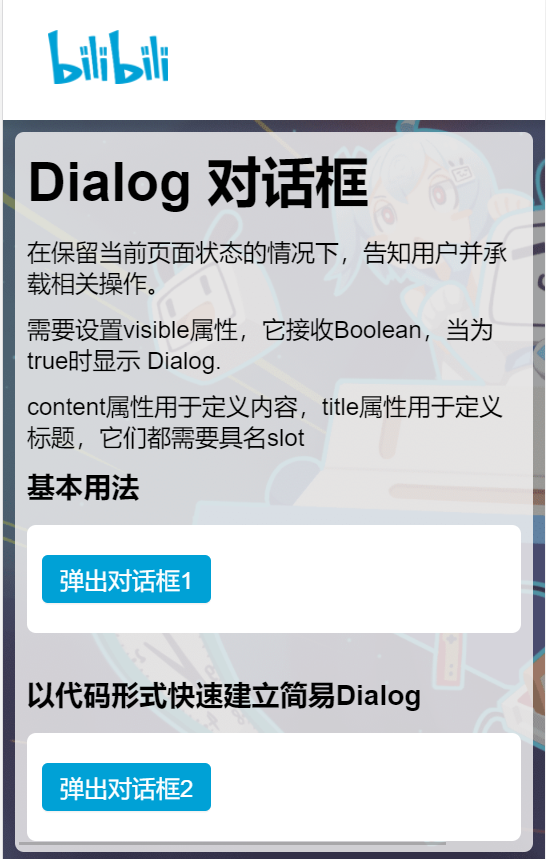 bilibili
Dialog 对话框
在保留当前页面状态的情况下，告知用户并承
载相关操作。
需要设置visible属性，它接收Boolean，当为
true时显示 Dialog.
content属性用于定义内容，title属性用于定义
标题，它们都需要具名slot
基本用法
弹出对话框1
以代码形式快速建立简易Dialog
弹出对话框2